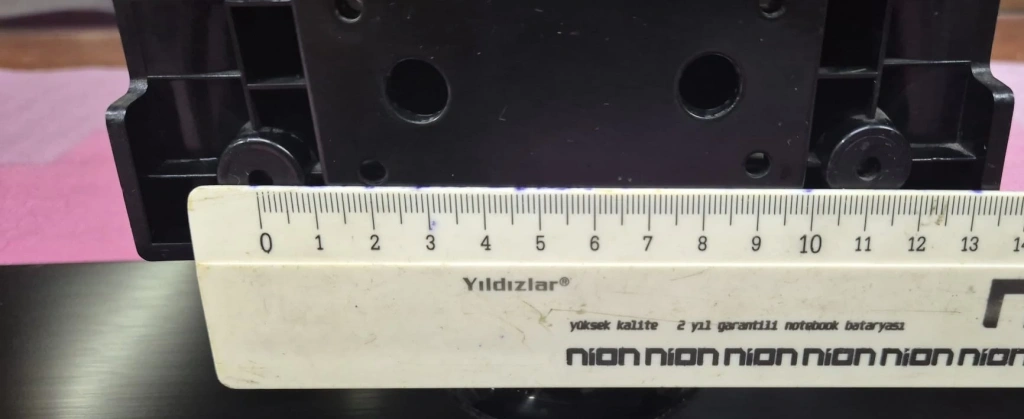 0 1 2 3 4 5 6 7 8 9 10 11 12 13
Yıldızlar®
yüksek kalite 2 yıl garantili notebook bataryası
nion nion nion nion nion nion